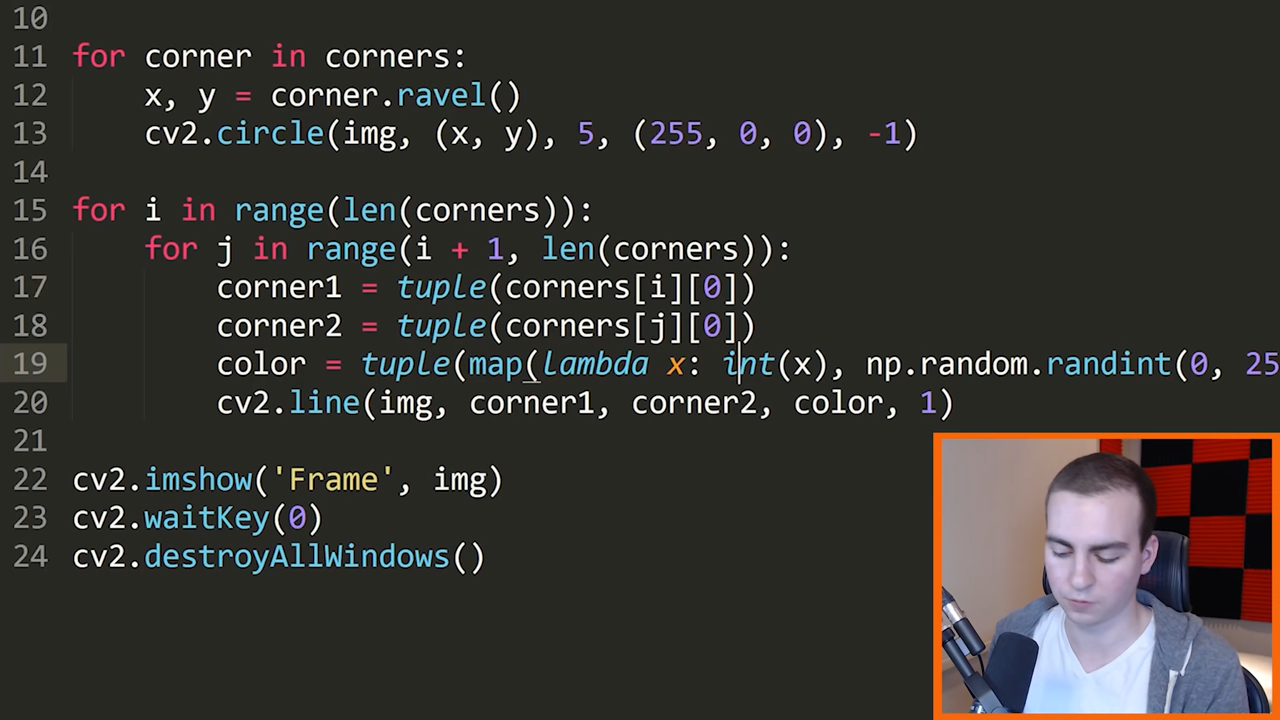 10
11 for corner in corners:
12 x, y = corner.ravel()
13 cv2.circle(img, (x, y), 5, (255, 0, 0), -1)
14
15 for i in range(len(corners)):
16 for j in range(i + 1, len(corners)):
17 corner1 = tuple(corners[i][0])
18 corner2 = tuple(corners[j][0])
19 color = tuple(map(lambda x: int(x), np.random.randint(0, 25
20 cv2.line(img, corner1, corner2, color, 1)
21
22 cv2.imshow('Frame', img)
23 cv2.waitKey(0)
24 cv2.destroyAllWindows()